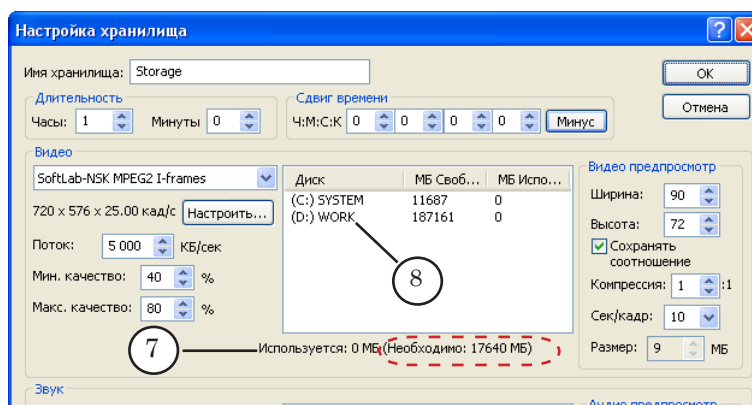 Настройка хранилища
Имя хранилища: Storage
OK
Отмена
Длительность
Часы: 1 Минуты 0
Сдвиг времени
Ч:М:С:К 0 0 0 0 Минус
Видео
SoftLab-NSK MPEG2 I-frames
720 x 576 x 25.00 кад/с Настроить...
Поток: 5 000 КБ/сек
Мин. качество: 40 %
Макс. качество: 80 %
Диск МБ Своб... МБ Испо...
(C:) SYSTEM 11687 0
(D:) WORK 187161 0
8
7
Используется: 0 МБ (Необходимо: 17640 МБ)
Видео предпросмотр
Ширина: 90
Высота: 72
Сохранять
соотношение
Компрессия: 1 :1
Сек/кадр: 10
Размер: 9 МБ
Звук
Аудио предпросмотр